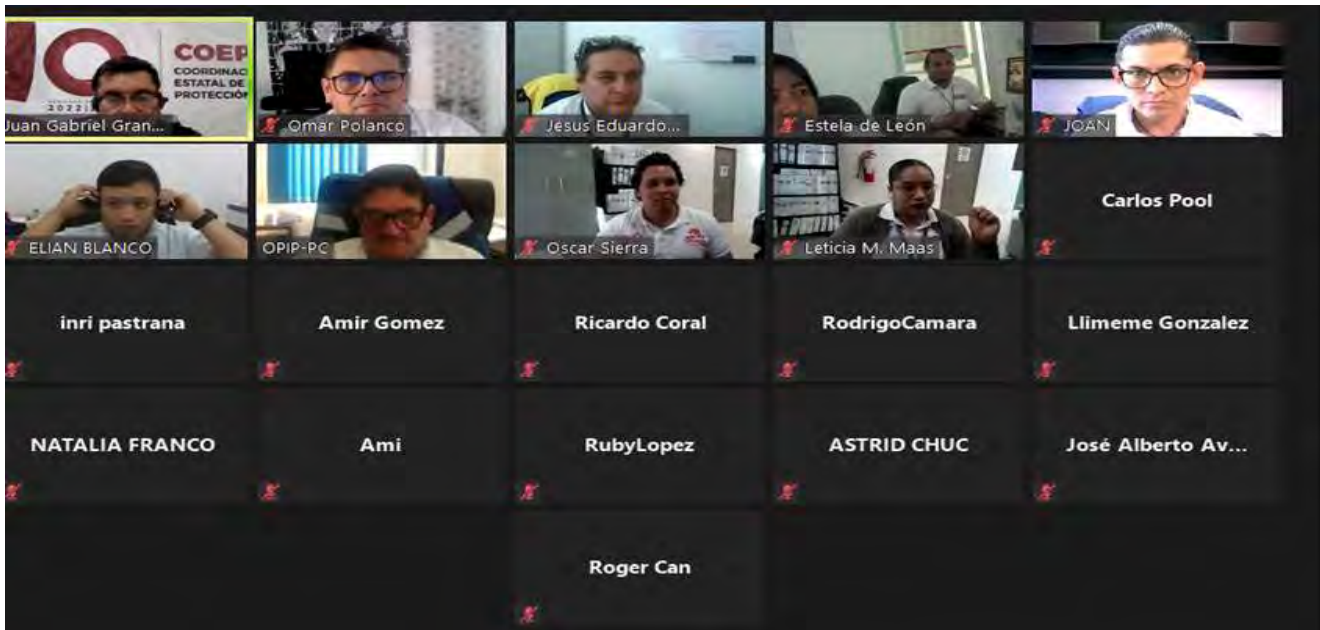 COEP
COORDINAC
ESTATAL DE
PROTECCIÓN
2022
Juan Gabriel Gran...
Omar Polanco
Jesus Eduardo...
Estela de León
JOAN
ELIAN BLANCO
OPIP-PC
Oscar Sierra
Leticia M. Maas
Carlos Pool
inri pastrana
Amir Gomez
Ricardo Coral
RodrigoCamara
Llimeme Gonzalez
NATALIA FRANCO
Ami
RubyLopez
ASTRID CHUC
José Alberto Av...
Roger Can